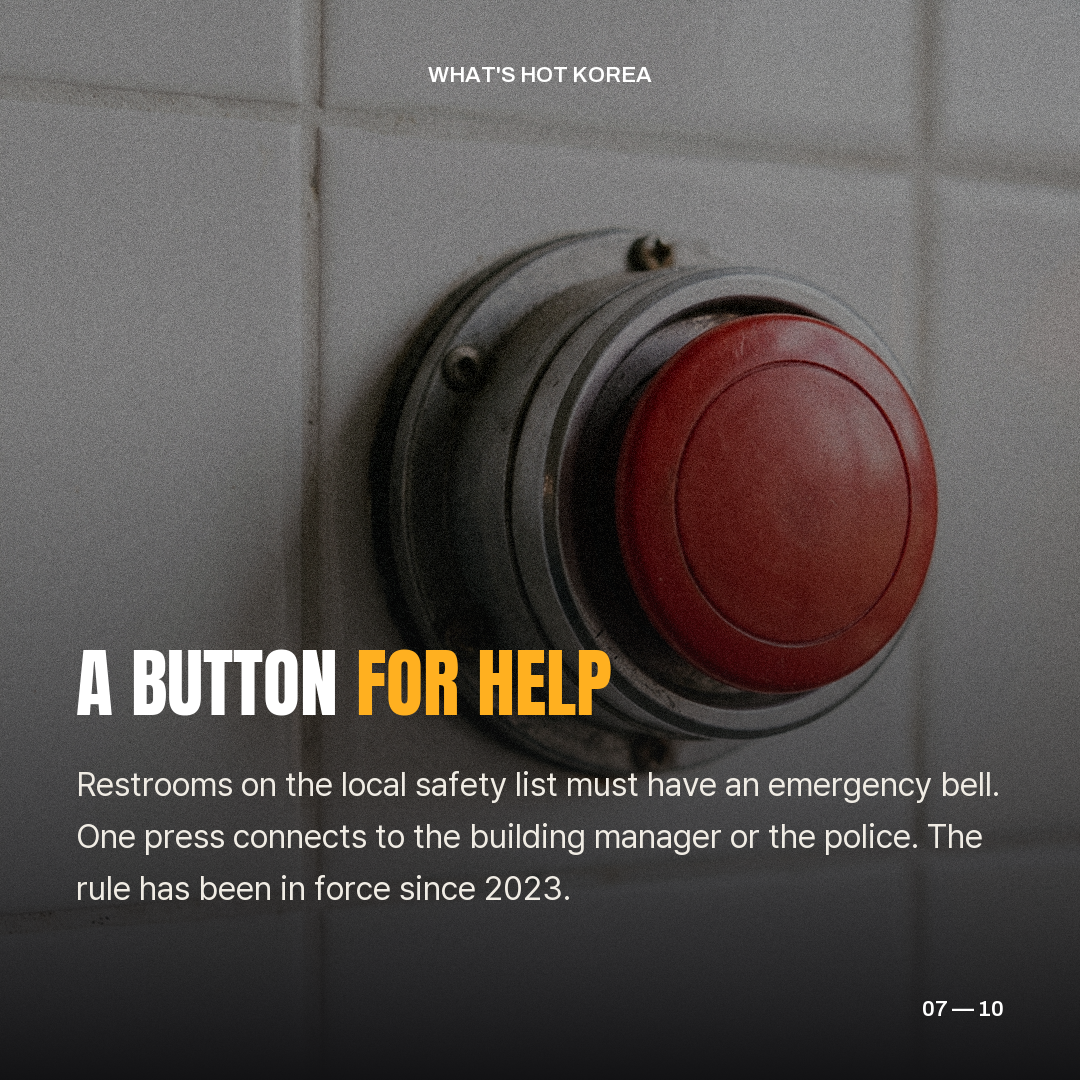 WHAT'S HOT KOREA
A BUTTON FOR HELP
Restrooms on the local safety list must have an emergency bell.
One press connects to the building manager or the police. The
rule has been in force since 2023.
07 — 10